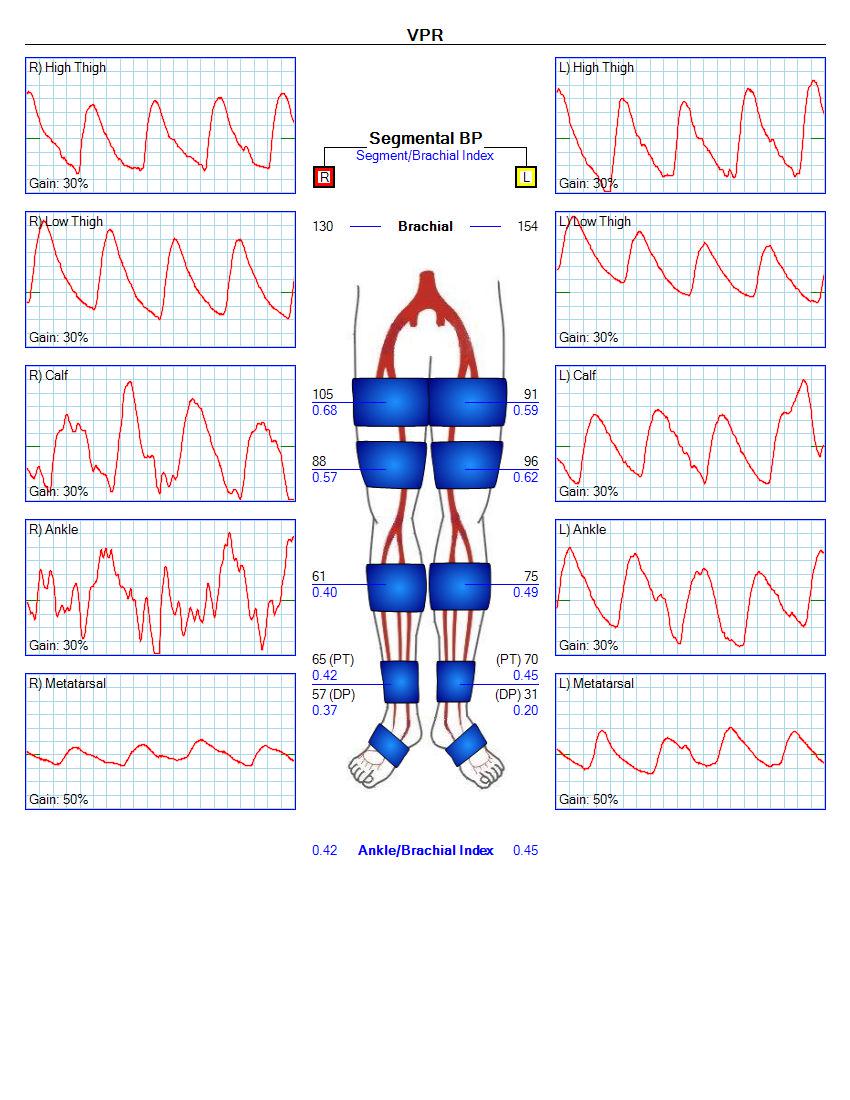 VPR
R) High Thigh
Gain: 30%
L) High Thigh
Gain: 30%
Segmental BP
Segment/Brachial Index
R
L
130 Brachial 154
R) Low Thigh
Gain: 30%
L) Low Thigh
Gain: 30%
R) Calf
Gain: 30%
L) Calf
Gain: 30%
105
0.68
91
0.59
88
0.57
96
0.62
R) Ankle
Gain: 30%
L) Ankle
Gain: 30%
61
0.40
75
0.49
65 (PT)
0.42
57 (DP)
0.37
(PT) 70
0.45
(DP) 31
0.20
R) Metatarsal
Gain: 50%
L) Metatarsal
Gain: 50%
0.42 Ankle/Brachial Index 0.45